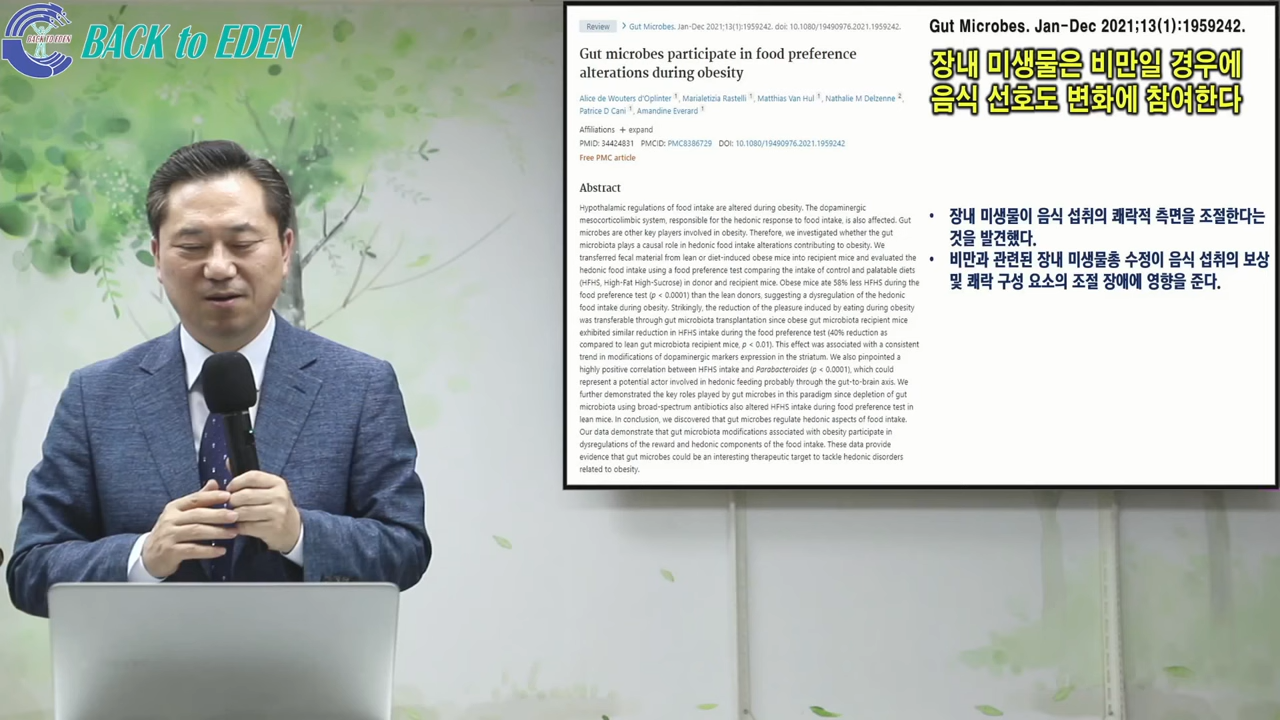 BACK to EDEN
BACK to EDEN
Review > Gut Microbes. Jan-Dec 2021;13(1):1959242. doi: 10.1080/19490976.2021.1959242.
Gut microbes participate in food preference
alterations during obesity
Alice de Wouters d'Oplinter 1, Marialetizia Rastelli 1, Matthias Van Hul 1, Nathalie M Delzenne 2,
Patrice D Cani 1, Amandine Everard 1
Affiliations + expand
PMID: 34424831 PMCID: PMC8386729 DOI: 10.1080/19490976.2021.1959242
Free PMC article
Abstract
Hypothalamic regulations of food intake are altered during obesity. The dopaminergic
mesocorticolimbic system, responsible for the hedonic response to food intake, is also affected. Gut
microbes are other key players involved in obesity. Therefore, we investigated whether the gut
microbiota plays a causal role in hedonic food intake alterations contributing to obesity. We
transferred fecal material from lean or diet-induced obese mice into recipient mice and evaluated the
hedonic food intake using a food preference test comparing the intake of control and palatable diets
(HFHS, High-Fat High-Sucrose) in donor and recipient mice. Obese mice ate 58% less HFHS during the
food preference test (p < 0.0001) than the lean donors, suggesting a dysregulation of the hedonic
food intake during obesity. Strikingly, the reduction of the pleasure induced by eating during obesity
was transferable through gut microbiota transplantation since obese gut microbiota recipient mice
exhibited similar reduction in HFHS intake during the food preference test (40% reduction as
compared to lean gut microbiota recipient mice, p < 0.01). This effect was associated with a consistent
trend in modifications of dopaminergic markers expression in the striatum. We also pinpointed a
highly positive correlation between HFHS intake and Parabacteroides (p < 0.0001), which could
represent a potential actor involved in hedonic feeding probably through the gut-to-brain axis. We
further demonstrated the key roles played by gut microbes in this paradigm since depletion of gut
microbiota using broad-spectrum antibiotics also altered HFHS intake during food preference test in
lean mice. In conclusion, we discovered that gut microbes regulate hedonic aspects of food intake.
Our data demonstrate that gut microbiota modifications associated with obesity participate in
dysregulations of the reward and hedonic components of the food intake. These data provide
evidence that gut microbes could be an interesting therapeutic target to tackle hedonic disorders
related to obesity.
Gut Microbes. Jan-Dec 2021;13(1):1959242.
장내 미생물은 비만일 경우에
음식 선호도 변화에 참여한다
• 장내 미생물이 음식 섭취의 쾌락적 측면을 조절한다는
것을 발견했다.
• 비만과 관련된 장내 미생물총 수정이 음식 섭취의 보상
및 쾌락 구성 요소의 조절 장애에 영향을 준다.